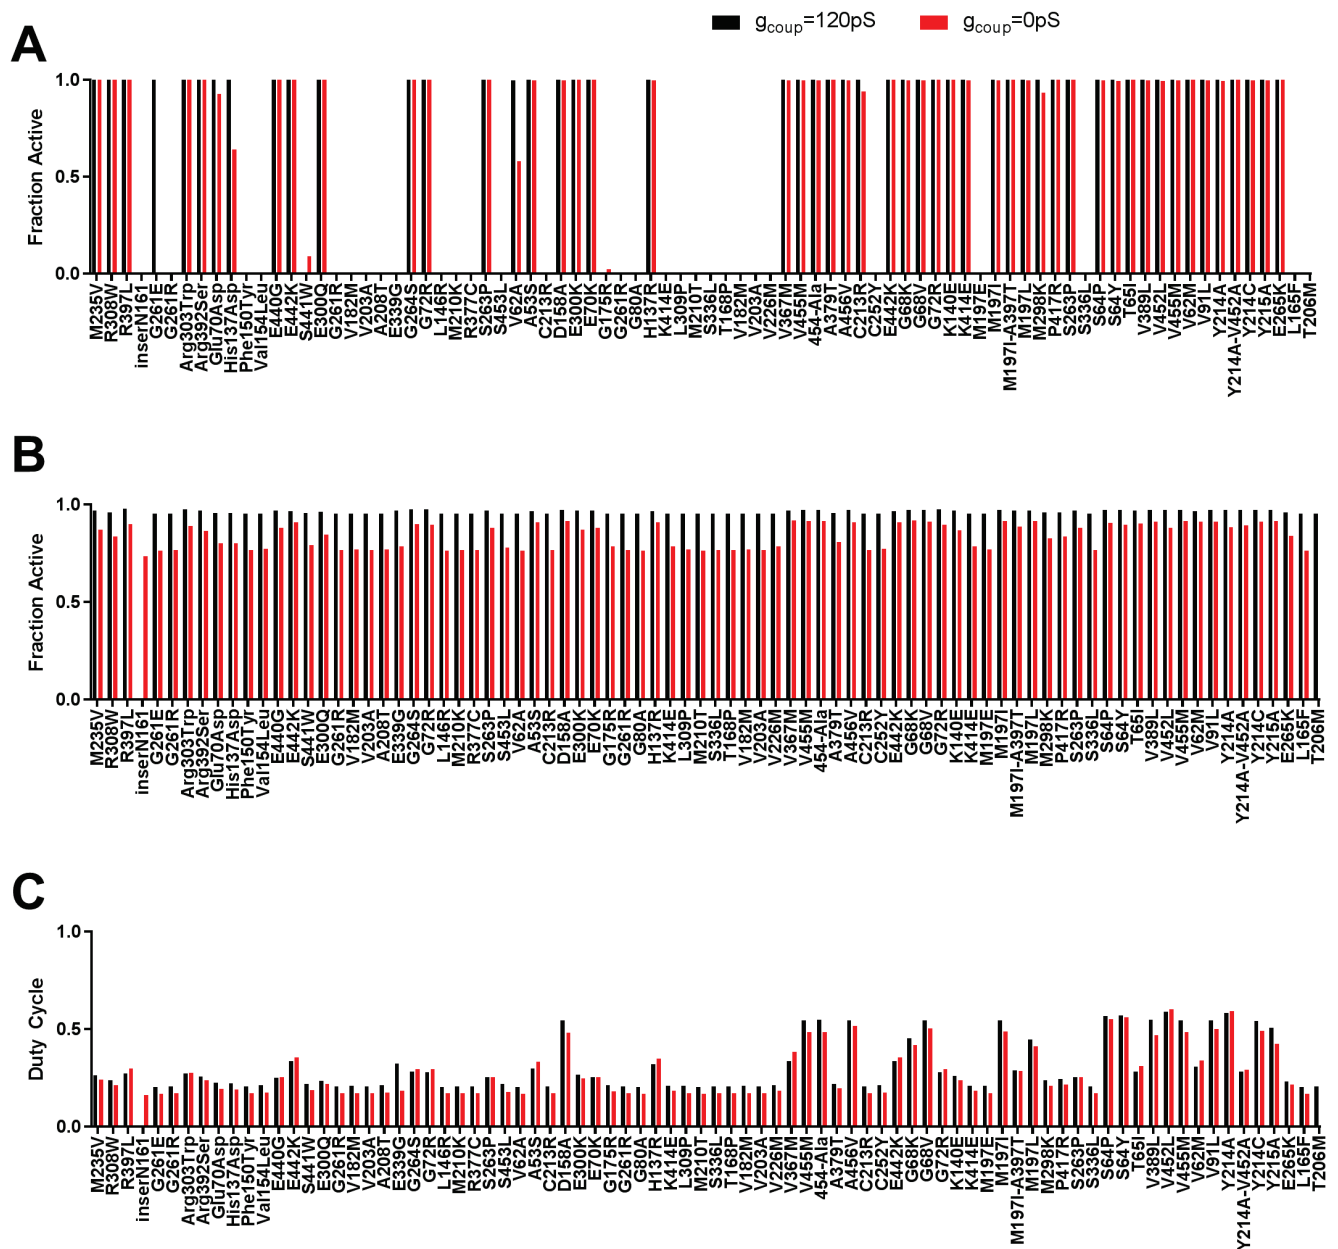 g_coup=120pS g_coup=0pS
A
Fraction Active
1.0
0.5
0.0
M235V R308W R397L inserN161 G261E G261R Arg303Trp Arg392Ser Glu70Asp His137Asp Phe150Tyr Val154Leu E440G E442K S441W E300Q G261R V182M V203A A208T E339G G264S G72R L146R M210K R377C S263P S453L V62A A53S C213R D158A E300K E70K G175R G261R G80A H137R K414E L309P M210T S336L T168P V182M V203A V226M V367M V455M 454-Ala A379T A456V C213R C252Y E442K G68K G68V G72R K140E K414E M197E M197I M197I-A397T M197L M298K P417R S263P S336L S64P S64Y T65I V389L V452L V455M V62M V91L Y214A Y214A-V452A Y214C Y215A E265K L165F T206M
B
Fraction Active
1.0
0.5
0.0
M235V R308W R397L inserN161 G261E G261R Arg303Trp Arg392Ser Glu70Asp His137Asp Phe150Tyr Val154Leu E440G E442K S441W E300Q G261R V182M V203A A208T E339G G264S G72R L146R M210K R377C S263P S453L V62A A53S C213R D158A E300K E70K G175R G261R G80A H137R K414E L309P M210T S336L T168P V182M V203A V226M V367M V455M 454-Ala A379T A456V C213R C252Y E442K G68K G68V G72R K140E K414E M197E M197I M197I-A397T M197L M298K P417R S263P S336L S64P S64Y T65I V389L V452L V455M V62M V91L Y214A Y214A-V452A Y214C Y215A E265K L165F T206M
C
Duty Cycle
1.0
0.5
0.0
M235V R308W R397L inserN161 G261E G261R Arg303Trp Arg392Ser Glu70Asp His137Asp Phe150Tyr Val154Leu E440G E442K S441W E300Q G261R V182M V203A A208T E339G G264S G72R L146R M210K R377C S263P S453L V62A A53S C213R D158A E300K E70K G175R G261R G80A H137R K414E L309P M210T S336L T168P V182M V203A V226M V367M V455M 454-Ala A379T A456V C213R C252Y E442K G68K G68V G72R K140E K414E M197E M197I M197I-A397T M197L M298K P417R S263P S336L S64P S64Y T65I V389L V452L V455M V62M V91L Y214A Y214A-V452A Y214C Y215A E265K L165F T206M